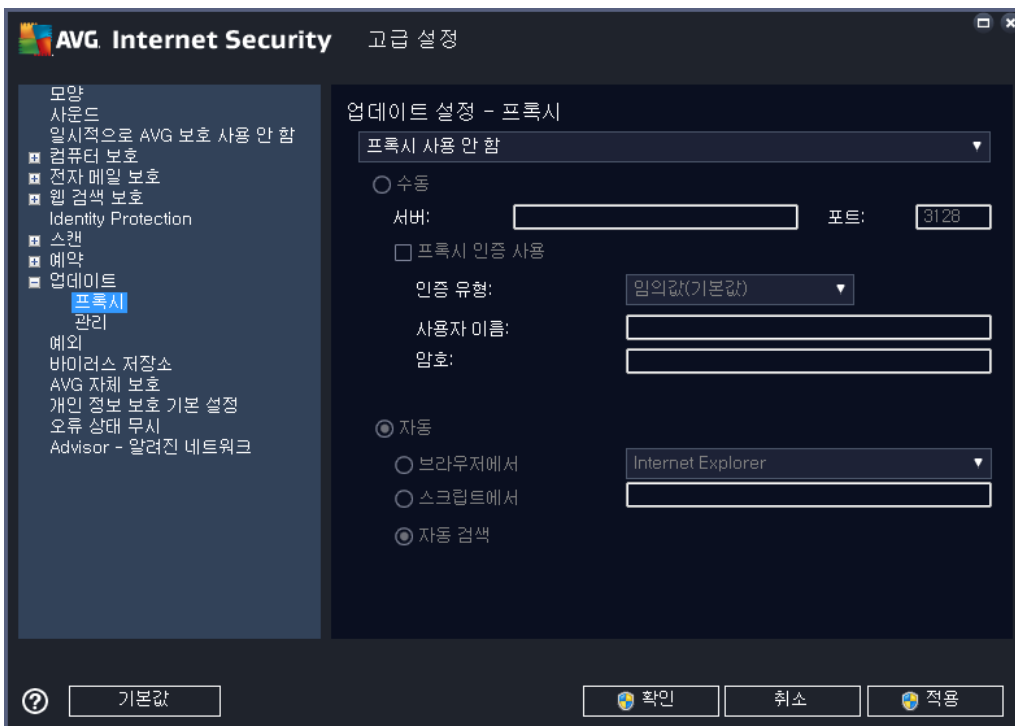 AVG. Internet Security 고급 설정
모양
사운드
일시적으로 AVG 보호 사용 안 함
컴퓨터 보호
전자 메일 보호
웹 검색 보호
Identity Protection
스캔
예약
업데이트
프록시
관리
예외
바이러스 저장소
AVG 자체 보호
개인 정보 보호 기본 설정
오류 상태 무시
Advisor - 알려진 네트워크
업데이트 설정 - 프록시
프록시 사용 안 함
수동
서버: 포트: 3128
프록시 인증 사용
인증 유형: 임의값(기본값)
사용자 이름:
암호:
자동
브라우저에서 Internet Explorer
스크립트에서
자동 검색
기본값 확인 취소 적용